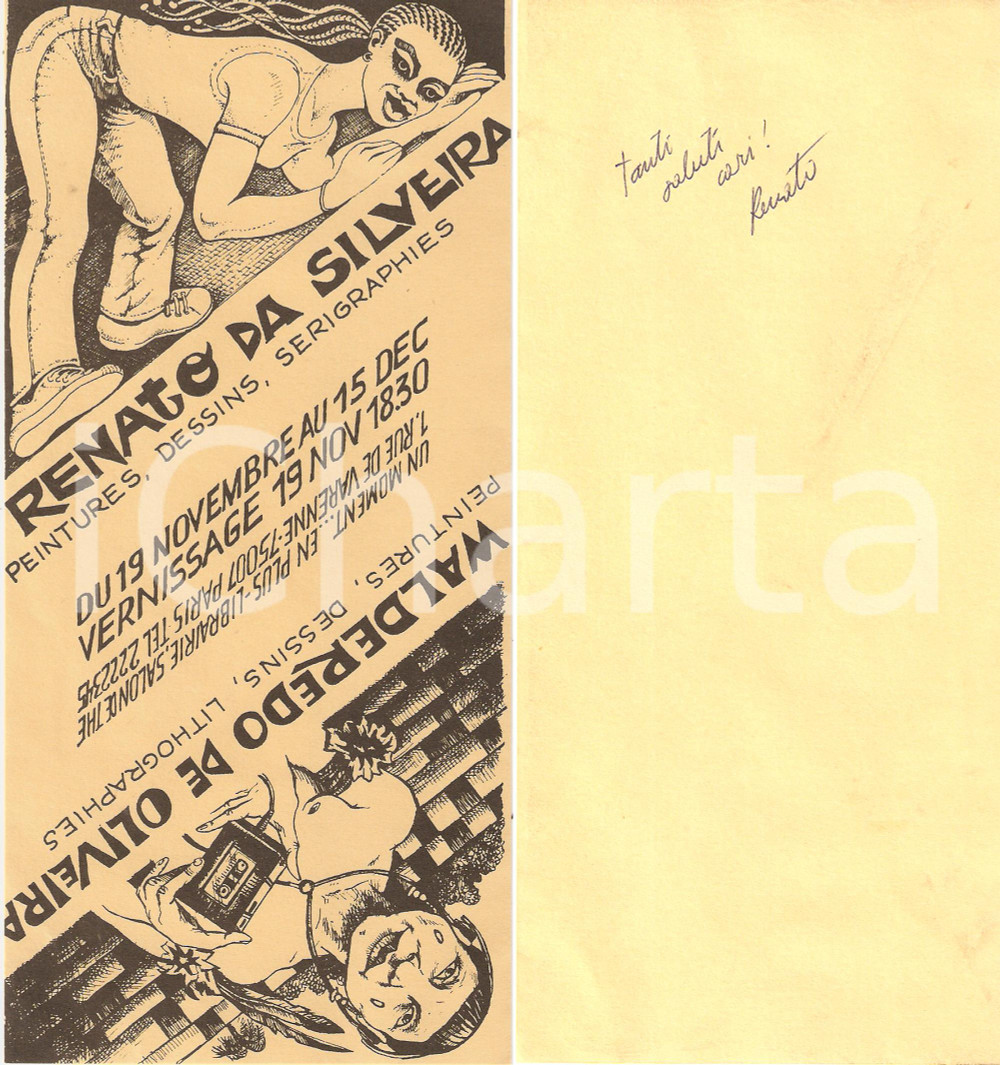 RENATO DA SILVEIRA
PEINTURES, DESSINS, SERIGRAPHIES
DU 19 NOVEMBRE AU 15 DEC
VERNISSAGE 19 NOV 18.30
UN MOMENT... EN PLUS-LIBRAIRIE, SALON DE THE
1. RUE DE VARENNE-75007 PARIS TEL 2222345
PEINTURES, DESSINS, LITHOGRAPHIES
WALDEREDO DE OLIVEIRA
tanti
saluti
cari!
Renato
iCharta